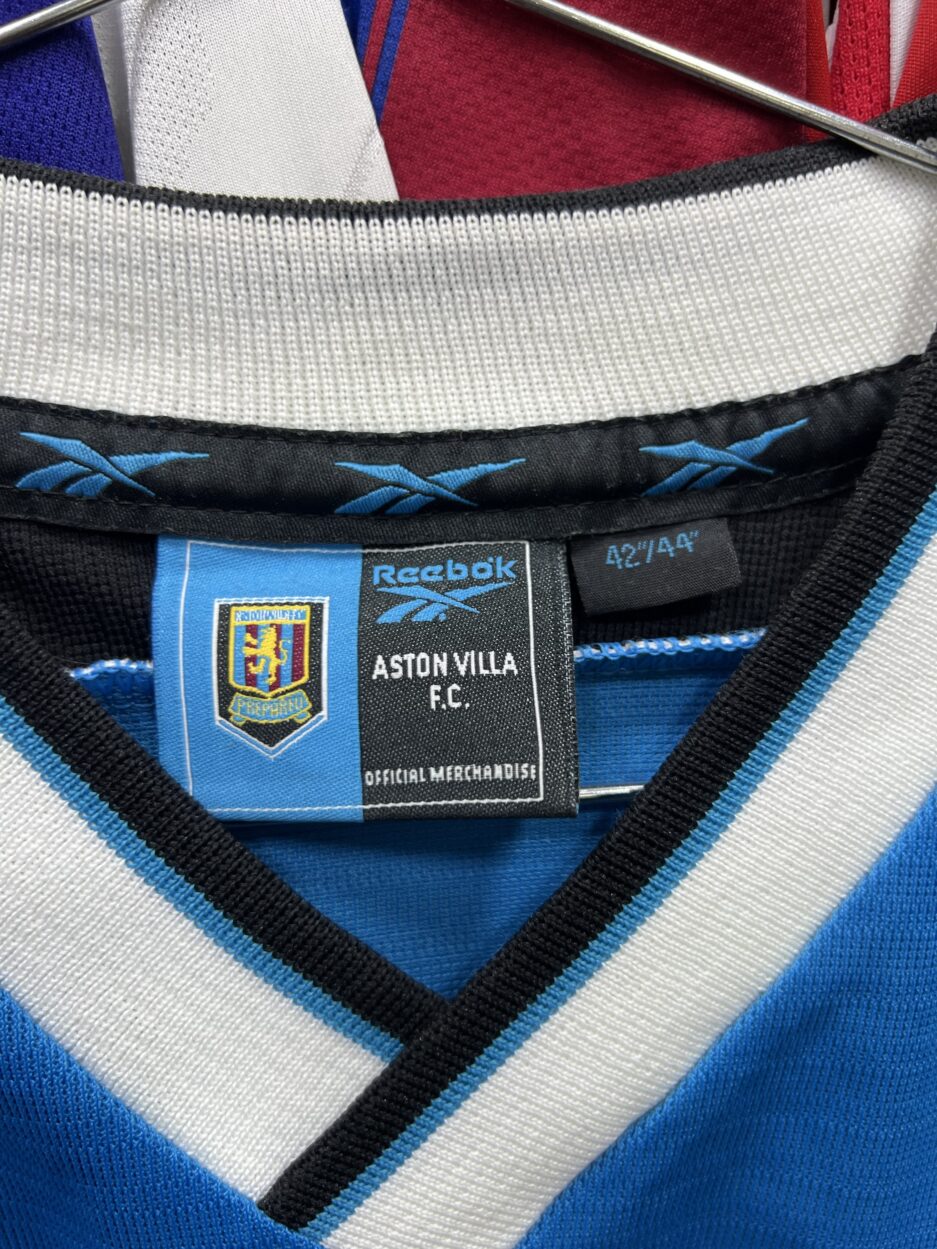 Reebok
42"/44"
PREPARED
ASTON VILLA
F.C.
OFFICIAL MERCHANDISE